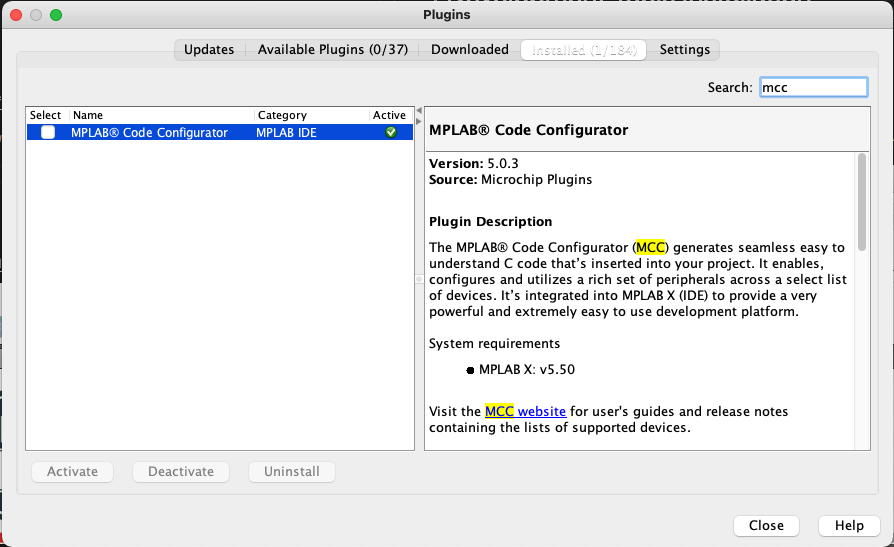 Plugins
Updates
Available Plugins (0/37)
Downloaded
Installed (1/184)
Settings
Search:
mcc
Select Name Category Active
MPLAB® Code Configurator MPLAB IDE
MPLAB® Code Configurator
Version: 5.0.3
Source: Microchip Plugins
Plugin Description
The MPLAB® Code Configurator (MCC) generates seamless easy to
understand C code that's inserted into your project. It enables,
configures and utilizes a rich set of peripherals across a select list
of devices. It's integrated into MPLAB X (IDE) to provide a very
powerful and extremely easy to use development platform.
System requirements
● MPLAB X: v5.50
Visit the MCC website for user's guides and release notes
containing the lists of supported devices.
Activate
Deactivate
Uninstall
Close
Help